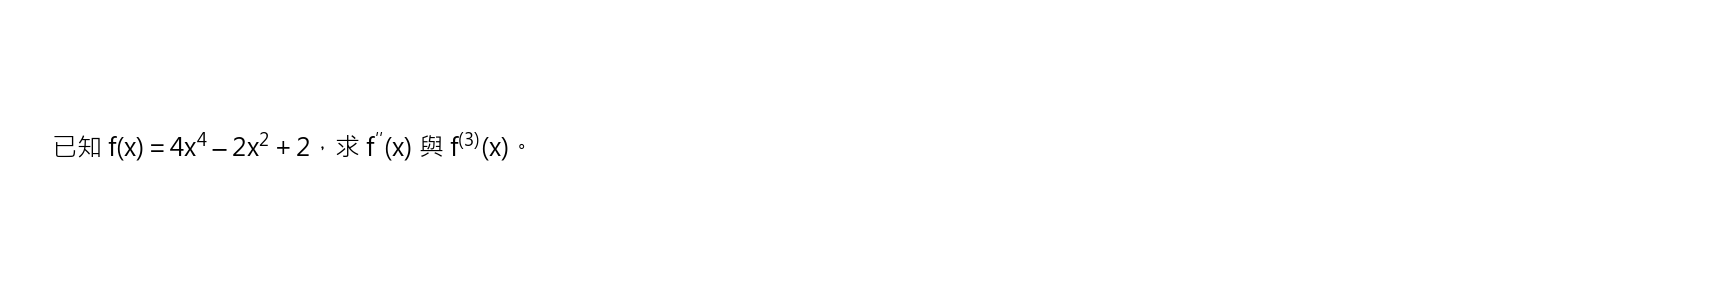 已知 f(x) = 4x⁴ – 2x² + 2，求 f′′(x) 與 f⁽³⁾(x)。